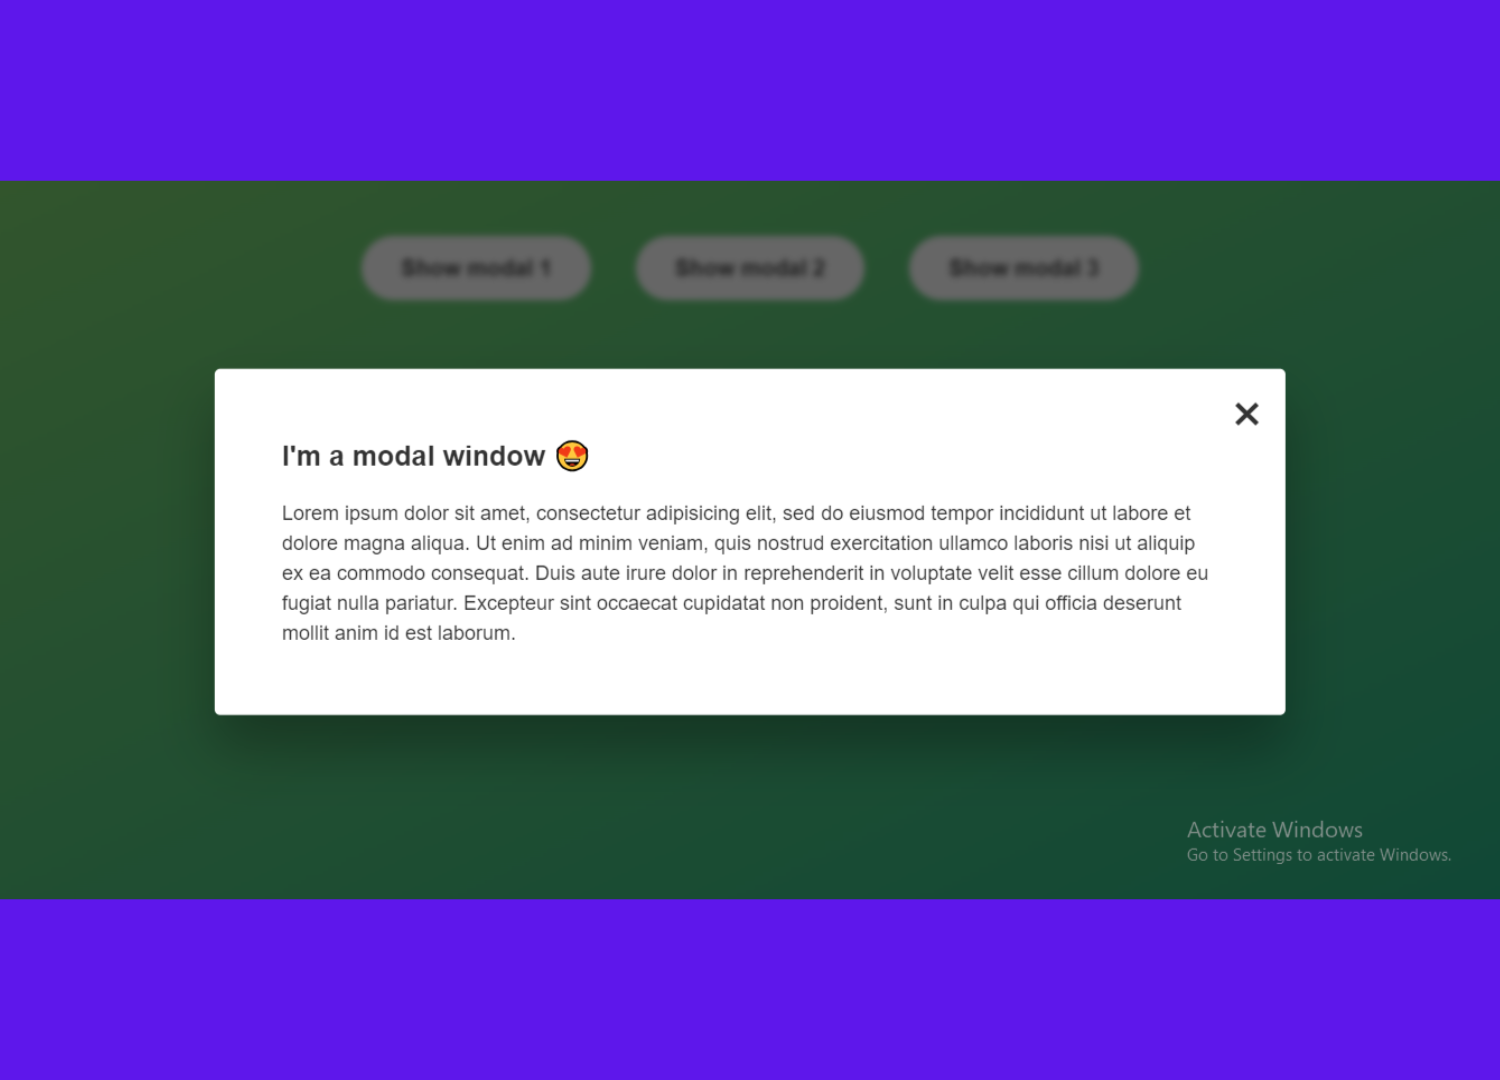 Show modal 1 Show modal 2 Show modal 3
×
I'm a modal window 😍
Lorem ipsum dolor sit amet, consectetur adipisicing elit, sed do eiusmod tempor incididunt ut labore et
dolore magna aliqua. Ut enim ad minim veniam, quis nostrud exercitation ullamco laboris nisi ut aliquip
ex ea commodo consequat. Duis aute irure dolor in reprehenderit in voluptate velit esse cillum dolore eu
fugiat nulla pariatur. Excepteur sint occaecat cupidatat non proident, sunt in culpa qui officia deserunt
mollit anim id est laborum.
Activate Windows
Go to Settings to activate Windows.